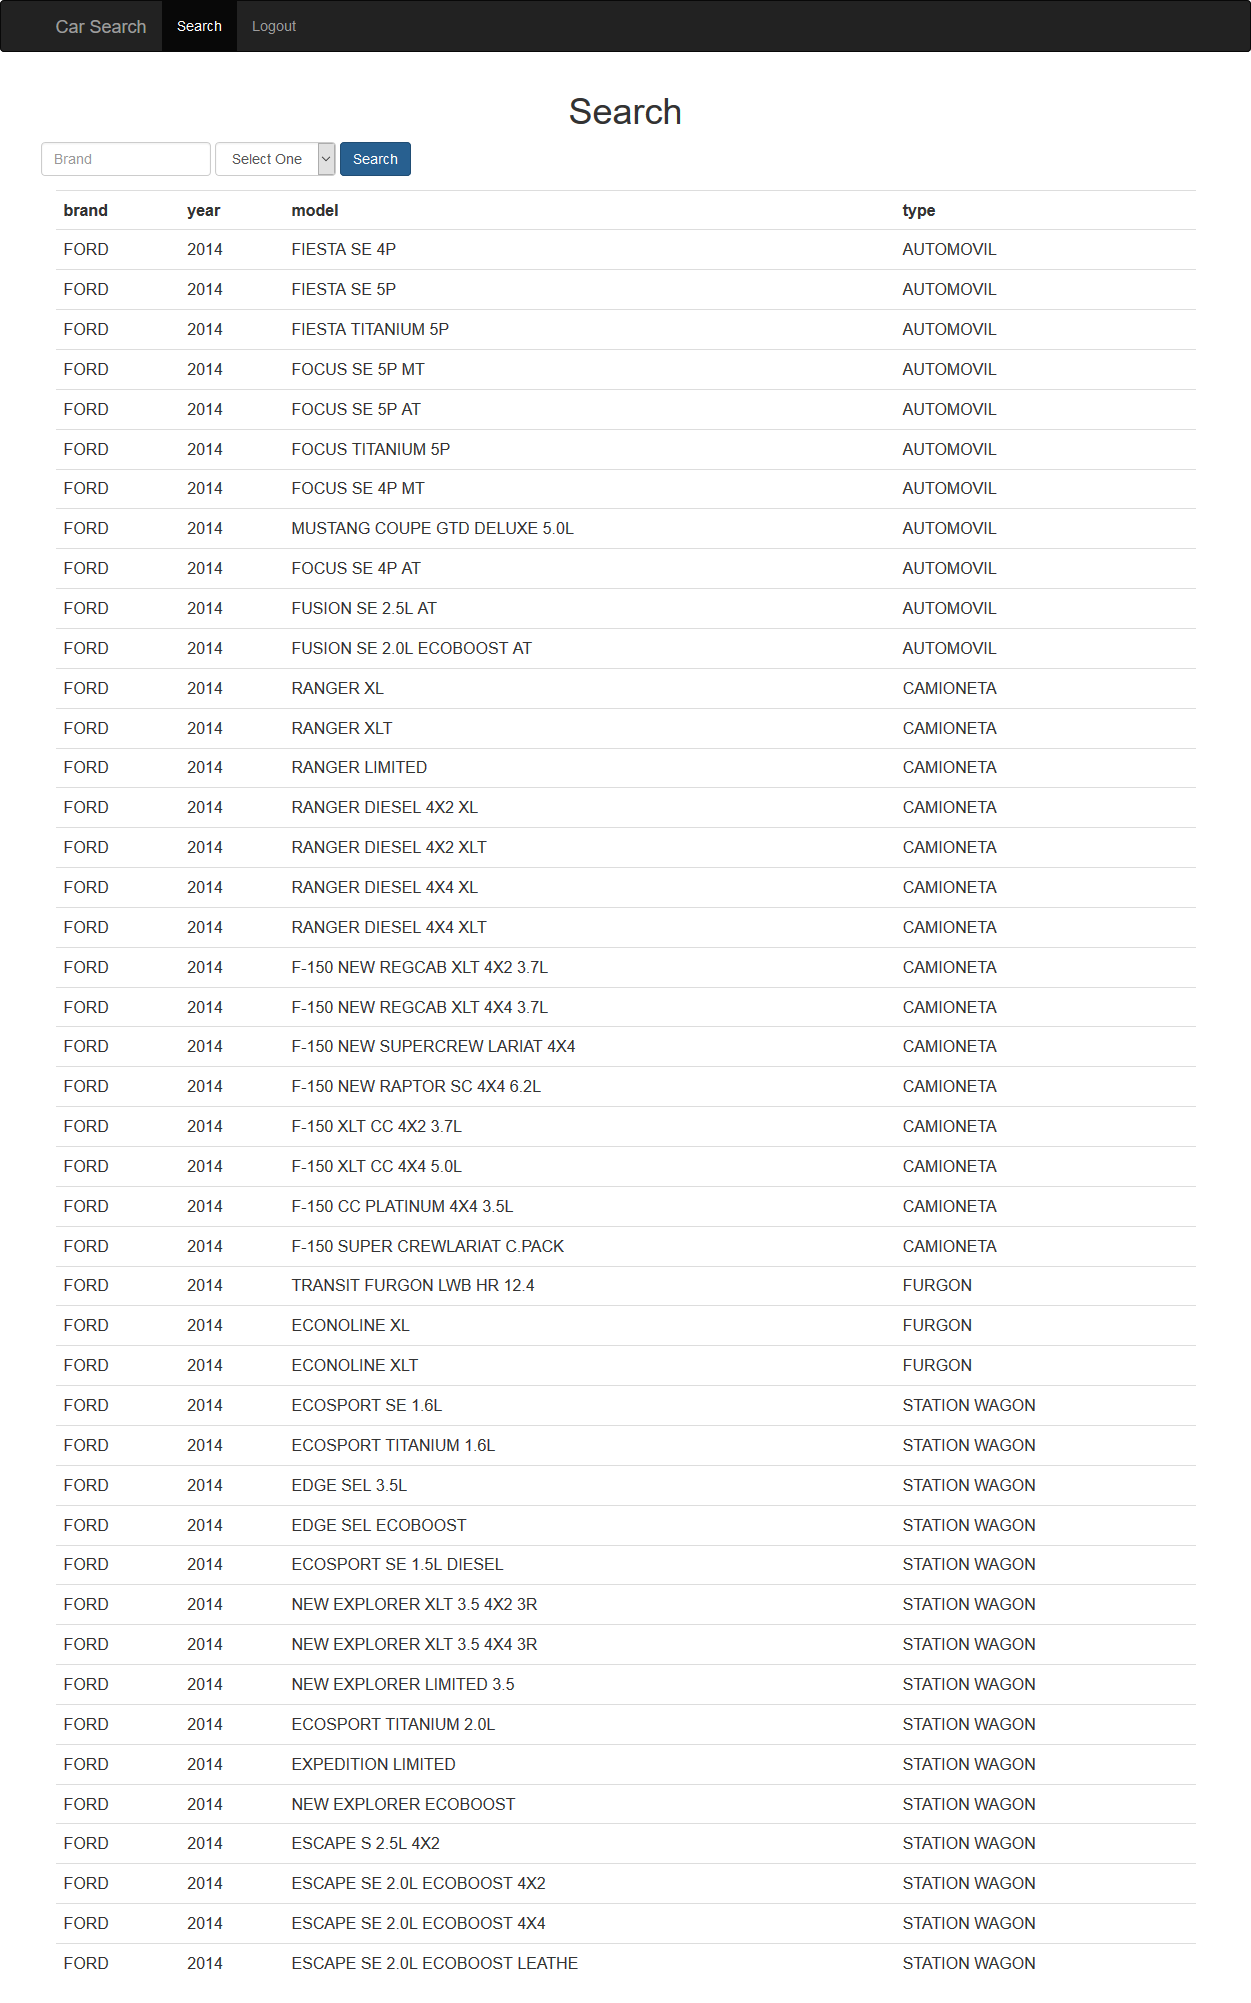 Car Search Search Logout
Search
Brand Select One Search
brand year model type
FORD 2014 FIESTA SE 4P AUTOMOVIL
FORD 2014 FIESTA SE 5P AUTOMOVIL
FORD 2014 FIESTA TITANIUM 5P AUTOMOVIL
FORD 2014 FOCUS SE 5P MT AUTOMOVIL
FORD 2014 FOCUS SE 5P AT AUTOMOVIL
FORD 2014 FOCUS TITANIUM 5P AUTOMOVIL
FORD 2014 FOCUS SE 4P MT AUTOMOVIL
FORD 2014 MUSTANG COUPE GTD DELUXE 5.0L AUTOMOVIL
FORD 2014 FOCUS SE 4P AT AUTOMOVIL
FORD 2014 FUSION SE 2.5L AT AUTOMOVIL
FORD 2014 FUSION SE 2.0L ECOBOOST AT AUTOMOVIL
FORD 2014 RANGER XL CAMIONETA
FORD 2014 RANGER XLT CAMIONETA
FORD 2014 RANGER LIMITED CAMIONETA
FORD 2014 RANGER DIESEL 4X2 XL CAMIONETA
FORD 2014 RANGER DIESEL 4X2 XLT CAMIONETA
FORD 2014 RANGER DIESEL 4X4 XL CAMIONETA
FORD 2014 RANGER DIESEL 4X4 XLT CAMIONETA
FORD 2014 F-150 NEW REGCAB XLT 4X2 3.7L CAMIONETA
FORD 2014 F-150 NEW REGCAB XLT 4X4 3.7L CAMIONETA
FORD 2014 F-150 NEW SUPERCREW LARIAT 4X4 CAMIONETA
FORD 2014 F-150 NEW RAPTOR SC 4X4 6.2L CAMIONETA
FORD 2014 F-150 XLT CC 4X2 3.7L CAMIONETA
FORD 2014 F-150 XLT CC 4X4 5.0L CAMIONETA
FORD 2014 F-150 CC PLATINUM 4X4 3.5L CAMIONETA
FORD 2014 F-150 SUPER CREWLARIAT C.PACK CAMIONETA
FORD 2014 TRANSIT FURGON LWB HR 12.4 FURGON
FORD 2014 ECONOLINE XL FURGON
FORD 2014 ECONOLINE XLT FURGON
FORD 2014 ECOSPORT SE 1.6L STATION WAGON
FORD 2014 ECOSPORT TITANIUM 1.6L STATION WAGON
FORD 2014 EDGE SEL 3.5L STATION WAGON
FORD 2014 EDGE SEL ECOBOOST STATION WAGON
FORD 2014 ECOSPORT SE 1.5L DIESEL STATION WAGON
FORD 2014 NEW EXPLORER XLT 3.5 4X2 3R STATION WAGON
FORD 2014 NEW EXPLORER XLT 3.5 4X4 3R STATION WAGON
FORD 2014 NEW EXPLORER LIMITED 3.5 STATION WAGON
FORD 2014 ECOSPORT TITANIUM 2.0L STATION WAGON
FORD 2014 EXPEDITION LIMITED STATION WAGON
FORD 2014 NEW EXPLORER ECOBOOST STATION WAGON
FORD 2014 ESCAPE S 2.5L 4X2 STATION WAGON
FORD 2014 ESCAPE SE 2.0L ECOBOOST 4X2 STATION WAGON
FORD 2014 ESCAPE SE 2.0L ECOBOOST 4X4 STATION WAGON
FORD 2014 ESCAPE SE 2.0L ECOBOOST LEATHE STATION WAGON